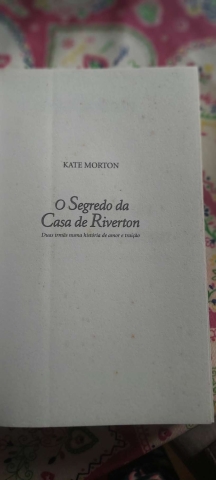 KATE MORTON
O Segredo da
Casa de Riverton
Duas irmãs numa história de amor e traição